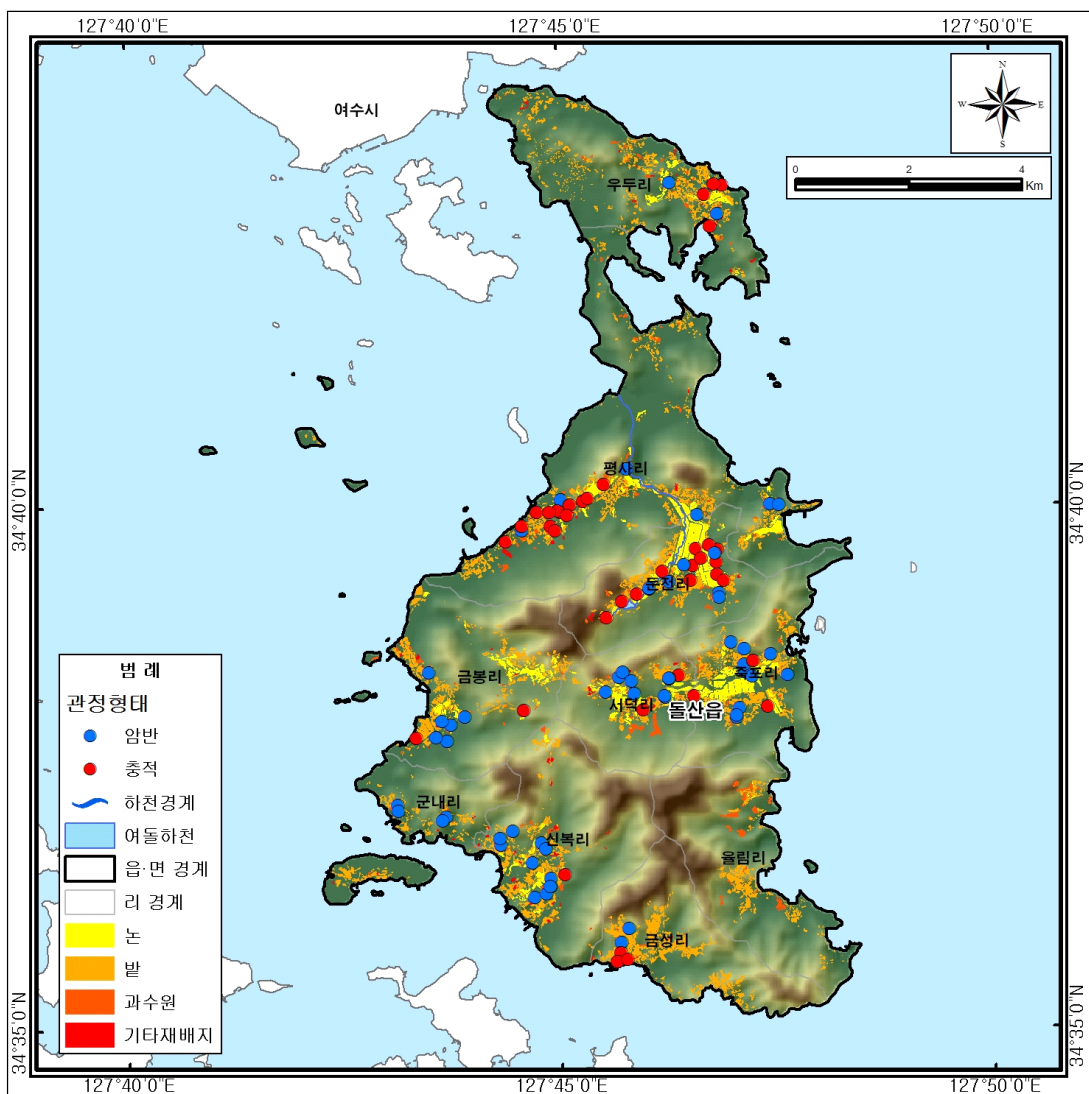 127°40'0"E 127°45'0"E 127°50'0"E
N
W E
S
여수시
0 2 4
Km
우두리
34°40'0"N 34°40'0"N
평사리
둔전리
금봉리
죽포리
서덕리
돌산읍
군내리
신복리
율림리
금성리
범 례
관정형태
암반
충적
하천경계
여돌하천
읍·면 경계
리 경계
논
밭
과수원
기타재배지
34°35'0"N 34°35'0"N
127°40'0"E 127°45'0"E 127°50'0"E